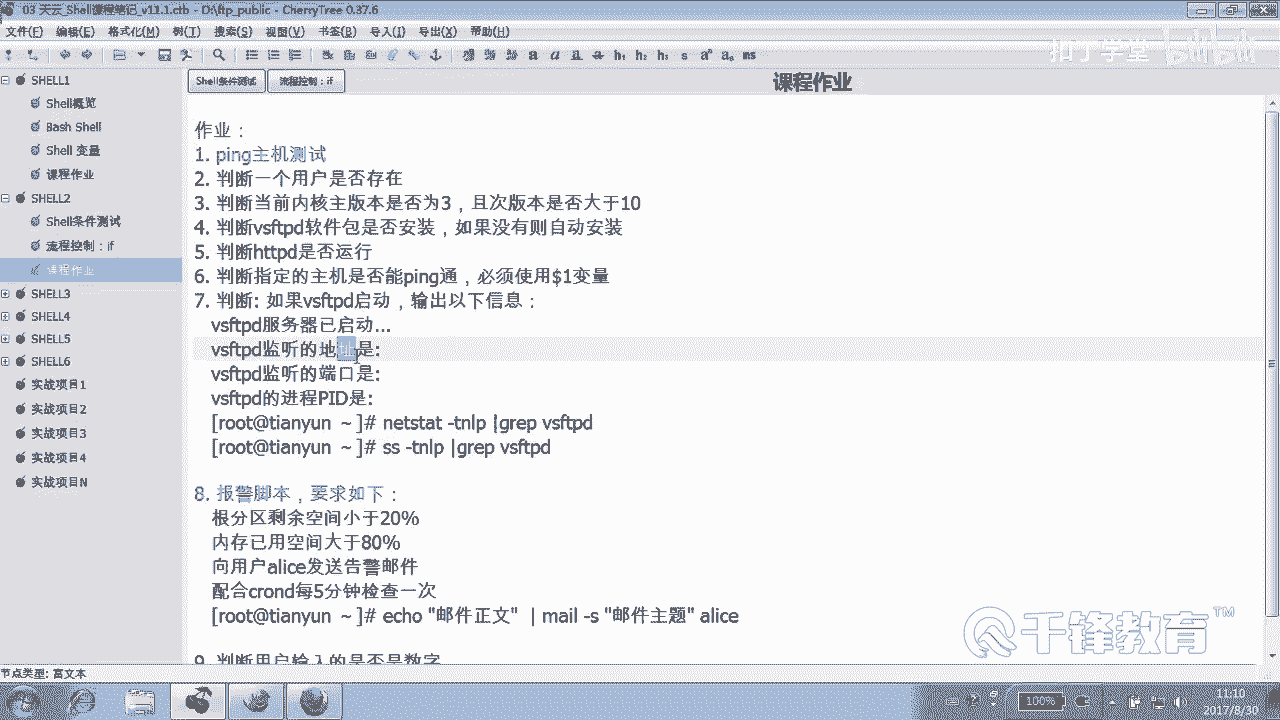 03 天云_Shell课程笔记_v11.1.ctb - D:\ftp_public - CherryTree 0.37.6
文件(F) 编辑(E) 格式化(M) 树(T) 搜索(S) 视图(V) 书签(B) 导入(I) 导出(X) 帮助(H)
扣丁学堂 bilibili
SHELL1
Shell概览
Bash Shell
Shell 变量
课程作业
SHELL2
Shell条件测试
流程控制：if
课程作业
SHELL3
SHELL4
SHELL5
SHELL6
实战项目1
实战项目2
实战项目3
实战项目4
实战项目N
Shell条件测试 流程控制：if 课程作业
作业：
1. ping主机测试
2. 判断一个用户是否存在
3. 判断当前内核主版本是否为3，且次版本是否大于10
4. 判断vsftpd软件包是否安装，如果没有则自动安装
5. 判断httpd是否运行
6. 判断指定的主机是否能ping通，必须使用$1变量
7. 判断: 如果vsftpd启动，输出以下信息：
vsftpd服务器已启动...
vsftpd监听的地址是:
vsftpd监听的端口是:
vsftpd的进程PID是:
[root@tianyun ~]# netstat -tnlp |grep vsftpd
[root@tianyun ~]# ss -tnlp |grep vsftpd
8. 报警脚本，要求如下：
根分区剩余空间小于20%
内存已用空间大于80%
向用户alice发送告警邮件
配合crond每5分钟检查一次
[root@tianyun ~]# echo "邮件正文" | mail -s "邮件主题" alice
9. 判断用户输入的是否是数字
千锋教育™
节点类型: 富文本
100%
11:10
2017/3/20